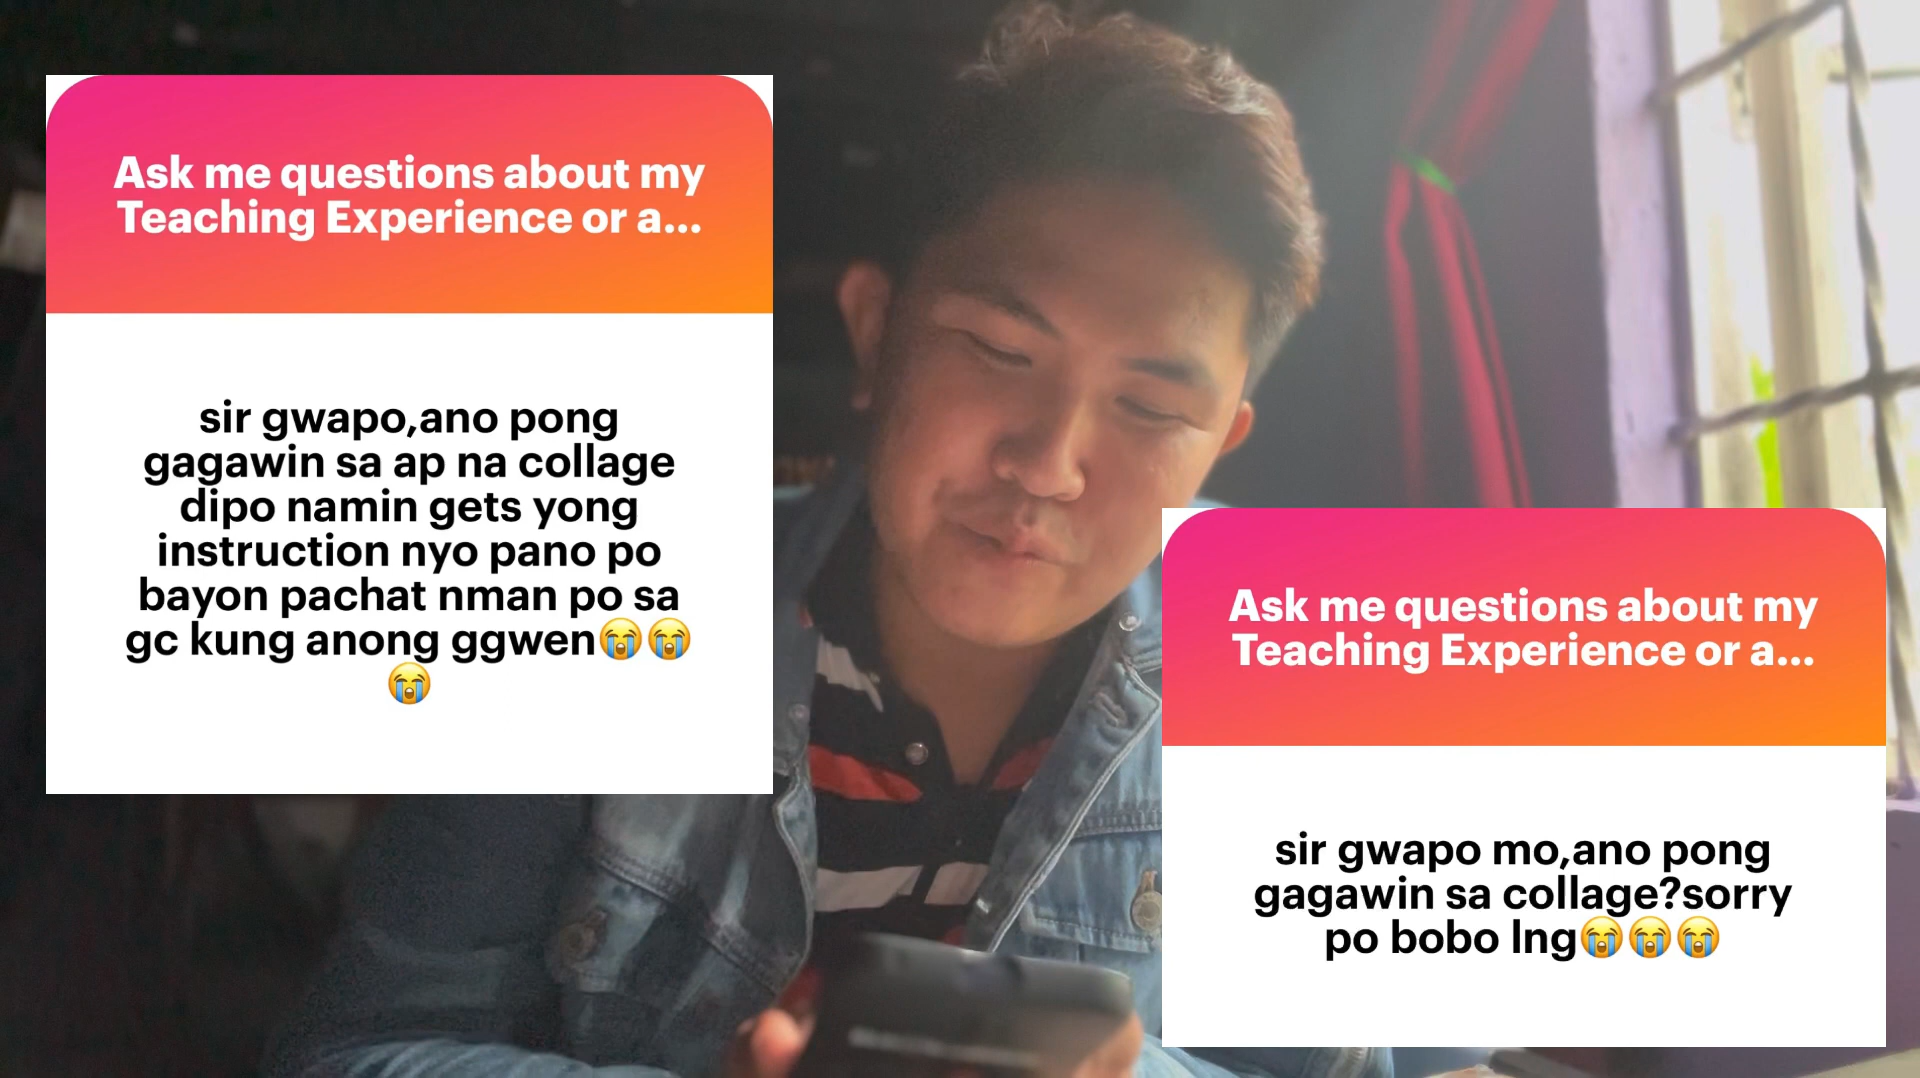 Ask me questions about my
Teaching Experience or a...
sir gwapo,ano pong
gagawin sa ap na collage
dipo namin gets yong
instruction nyo pano po
bayon pachat nman po sa
gc kung anong ggwen😭😭
😭
Ask me questions about my
Teaching Experience or a...
sir gwapo mo,ano pong
gagawin sa collage?sorry
po bobo lng😭😭😭